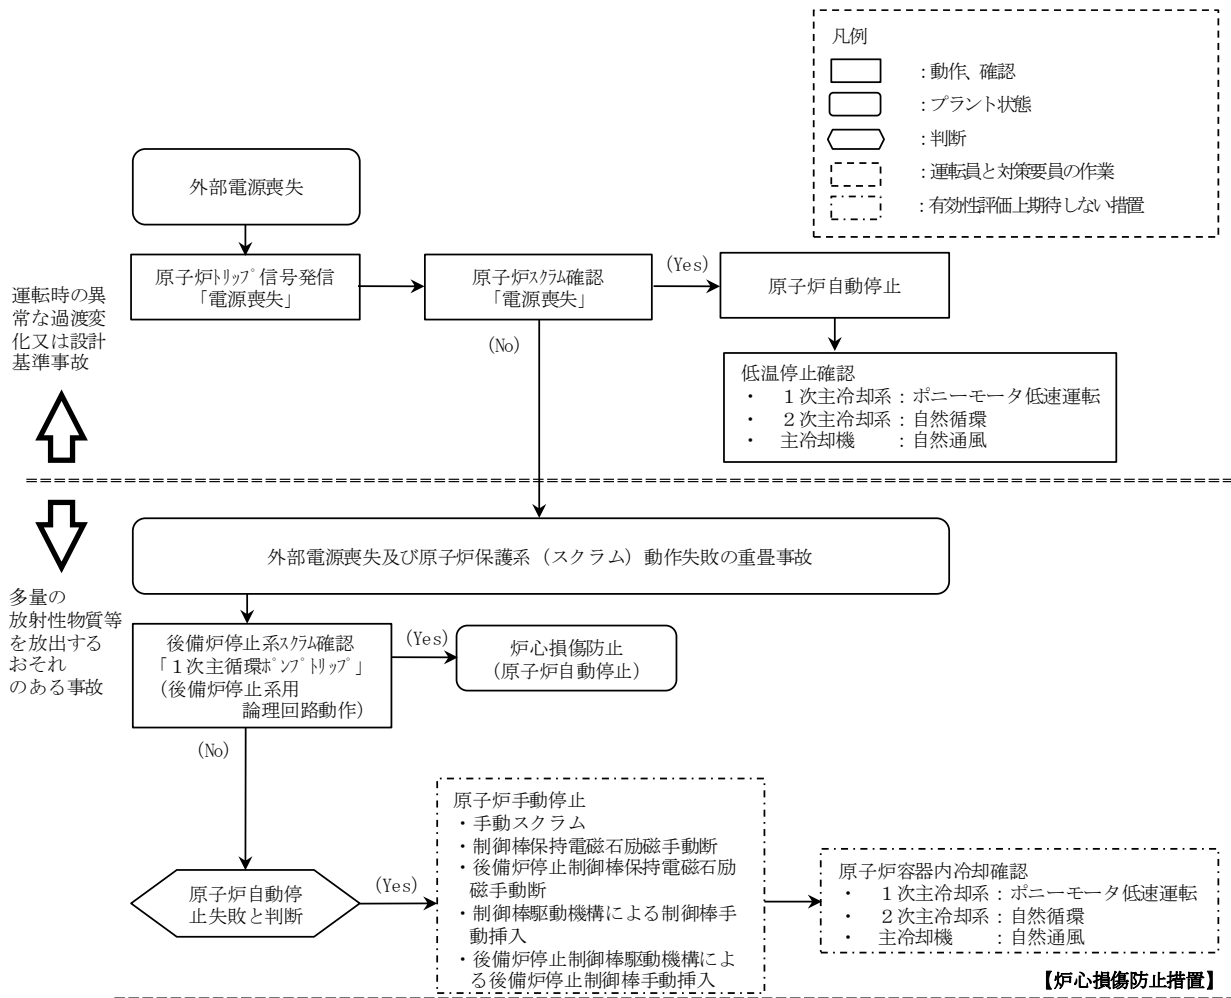 凡例
：動作、確認
：プラント状態
：判断
：運転員と対策要員の作業
：有効性評価上期待しない措置
外部電源喪失
原子炉ﾄﾘｯﾌﾟ信号発信
「電源喪失」
原子炉ｽｸﾗﾑ確認
「電源喪失」
(Yes)
原子炉自動停止
(No)
運転時の異
常な過渡変
化又は設計
基準事故
低温停止確認
・　１次主冷却系：ポニーモータ低速運転
・　２次主冷却系：自然循環
・　主冷却機　　：自然通風
外部電源喪失及び原子炉保護系（スクラム）動作失敗の重畳事故
多量の
放射性物質等
を放出する
おそれ
のある事故
後備炉停止系ｽｸﾗﾑ確認
「１次主循環ﾎﾟﾝﾌﾟﾄﾘｯﾌﾟ」
（後備炉停止系用
論理回路動作）
(Yes)
炉心損傷防止
（原子炉自動停止）
(No)
原子炉自動停
止失敗と判断
(Yes)
原子炉手動停止
・手動スクラム
・制御棒保持電磁石励磁手動断
・後備炉停止制御棒保持電磁石励
磁手動断
・制御棒駆動機構による制御棒手
動挿入
・後備炉停止制御棒駆動機構によ
る後備炉停止制御棒手動挿入
原子炉容器内冷却確認
・　１次主冷却系：ポニーモータ低速運転
・　２次主冷却系：自然循環
・　主冷却機　　：自然通風
【炉心損傷防止措置】